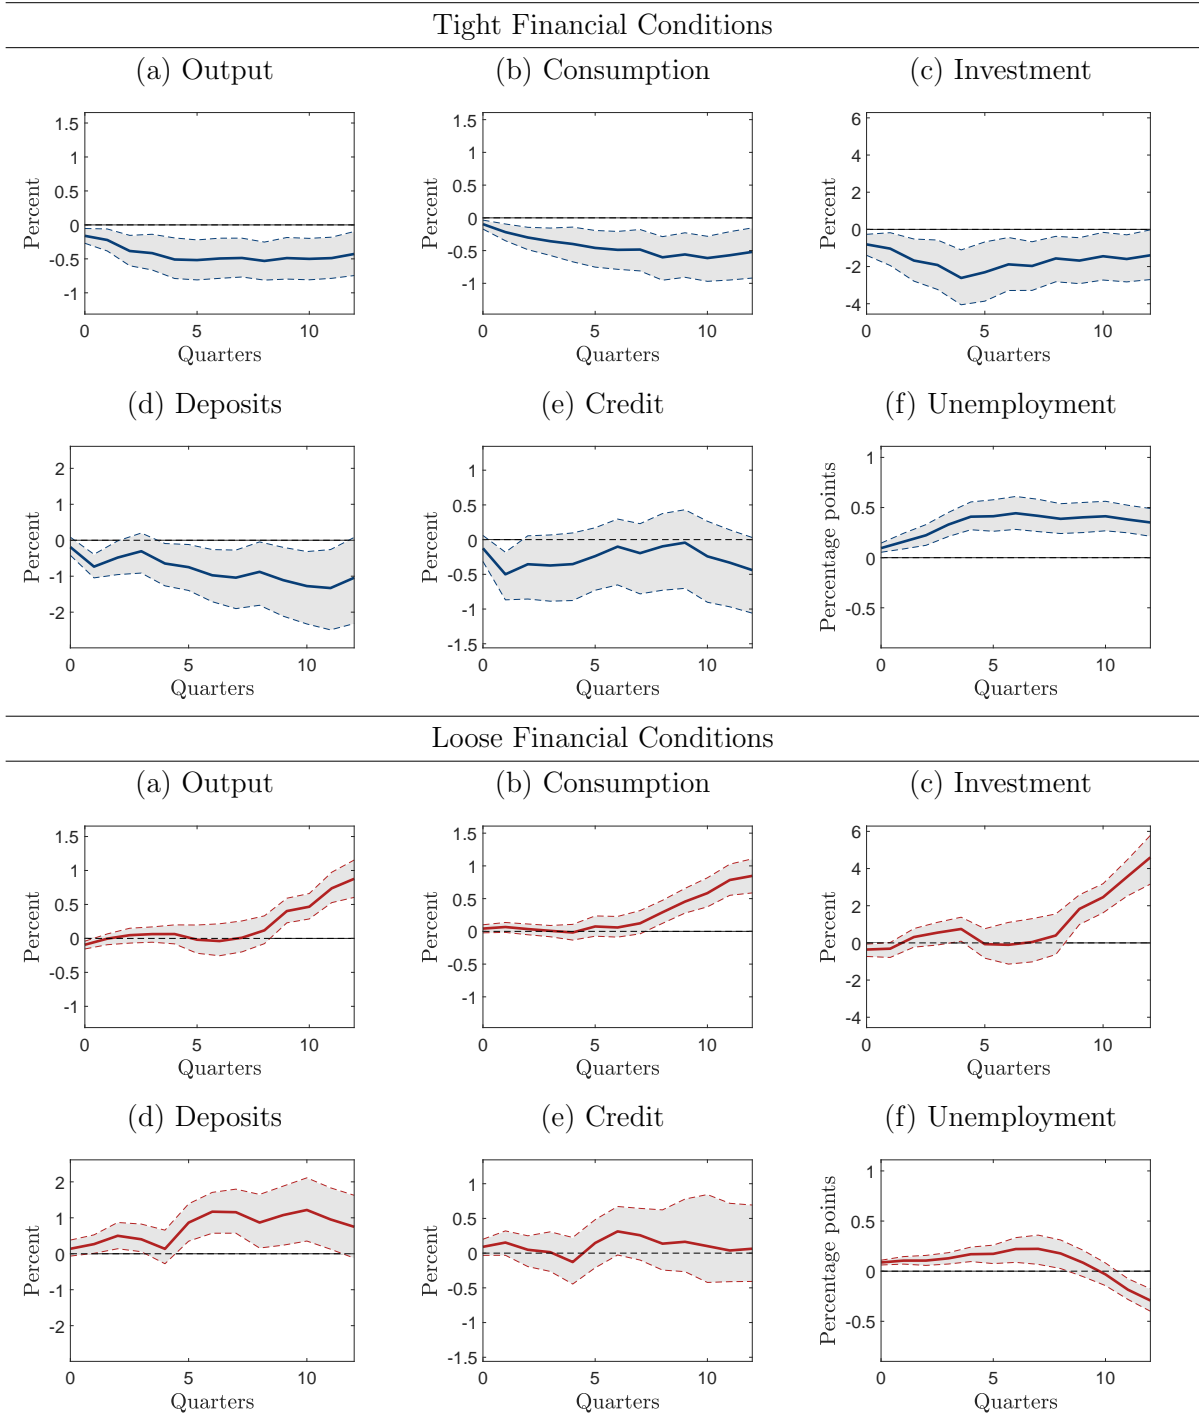 Tight Financial Conditions
(a) Output
(b) Consumption
(c) Investment
1.5
1
0.5
0
-0.5
-1
Percent
0 5 10
Quarters
1.5
1
0.5
0
-0.5
-1
Percent
0 5 10
Quarters
6
4
2
0
-2
-4
Percent
0 5 10
Quarters
(d) Deposits
(e) Credit
(f) Unemployment
2
1
0
-1
-2
Percent
0 5 10
Quarters
1
0.5
0
-0.5
-1
-1.5
Percent
0 5 10
Quarters
1
0.5
0
-0.5
Percentage points
0 5 10
Quarters
Loose Financial Conditions
(a) Output
(b) Consumption
(c) Investment
1.5
1
0.5
0
-0.5
-1
Percent
0 5 10
Quarters
1.5
1
0.5
0
-0.5
-1
Percent
0 5 10
Quarters
6
4
2
0
-2
-4
Percent
0 5 10
Quarters
(d) Deposits
(e) Credit
(f) Unemployment
2
1
0
-1
-2
Percent
0 5 10
Quarters
1
0.5
0
-0.5
-1
-1.5
Percent
0 5 10
Quarters
1
0.5
0
-0.5
Percentage points
0 5 10
Quarters